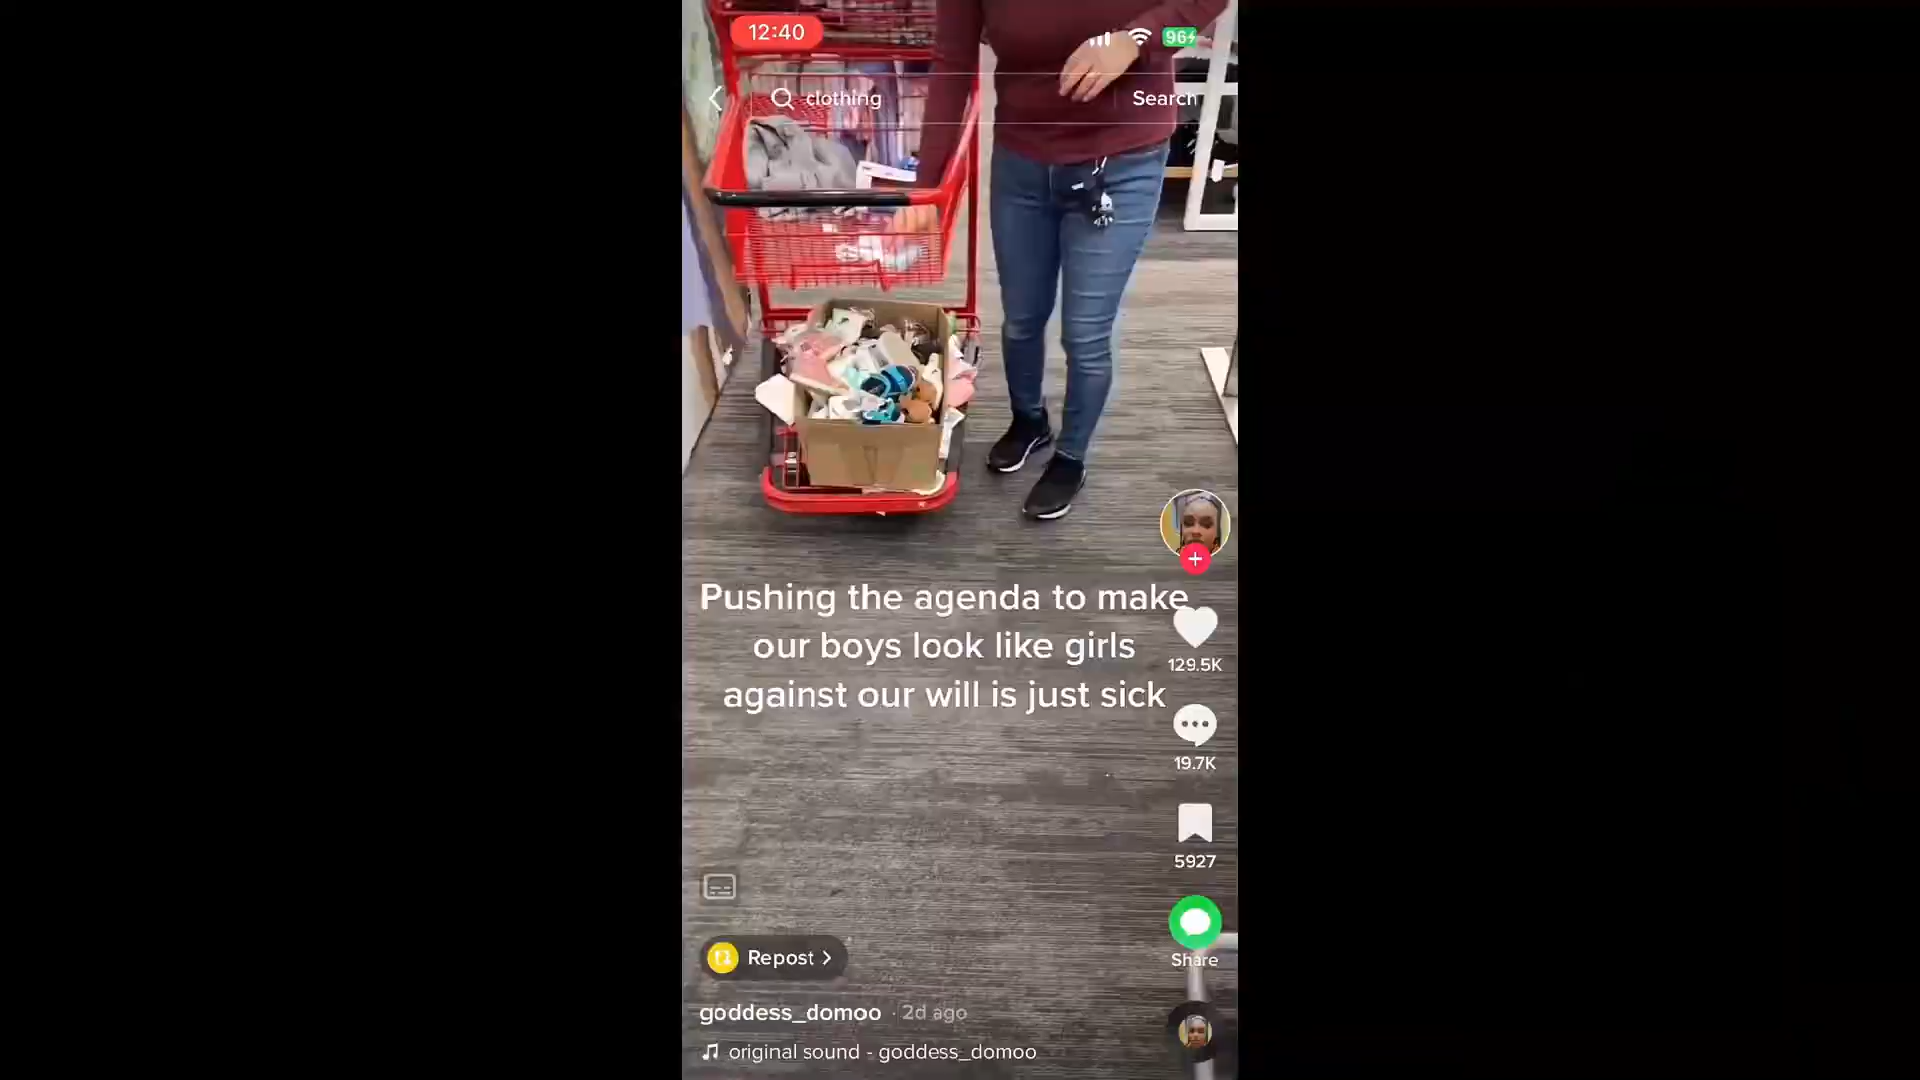 12:40
96
clothing
Search
Pushing the agenda to make
our boys look like girls
against our will is just sick
129.5K
19.7K
5927
Share
Repost
goddess_domoo · 2d ago
original sound - goddess_domoo